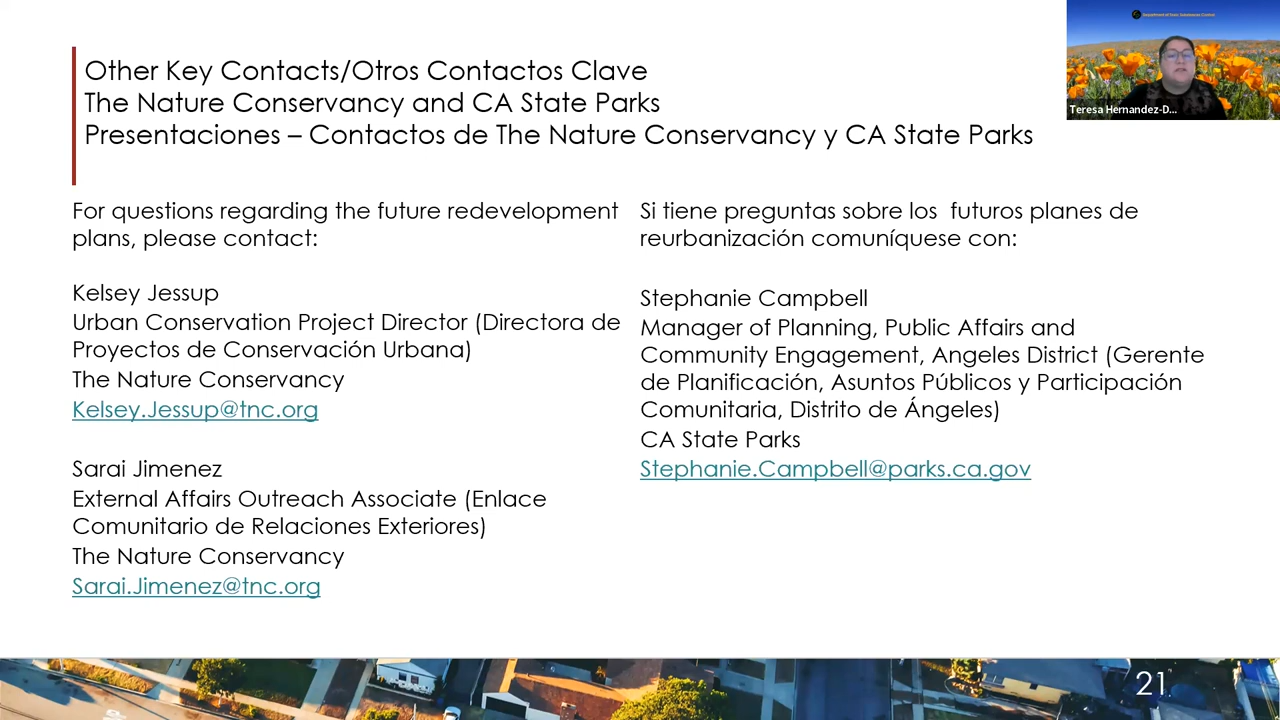 Other Key Contacts/Otros Contactos Clave
The Nature Conservancy and CA State Parks
Presentaciones – Contactos de The Nature Conservancy y CA State Parks
Department of Toxic Substances Control
Teresa Hernandez-D...
For questions regarding the future redevelopment
plans, please contact:
Kelsey Jessup
Urban Conservation Project Director (Directora de
Proyectos de Conservación Urbana)
The Nature Conservancy
Kelsey.Jessup@tnc.org
Sarai Jimenez
External Affairs Outreach Associate (Enlace
Comunitario de Relaciones Exteriores)
The Nature Conservancy
Sarai.Jimenez@tnc.org
Si tiene preguntas sobre los  futuros planes de
reurbanización comuníquese con:
Stephanie Campbell
Manager of Planning, Public Affairs and
Community Engagement, Angeles District (Gerente
de Planificación, Asuntos Públicos y Participación
Comunitaria, Distrito de Ángeles)
CA State Parks
Stephanie.Campbell@parks.ca.gov
21